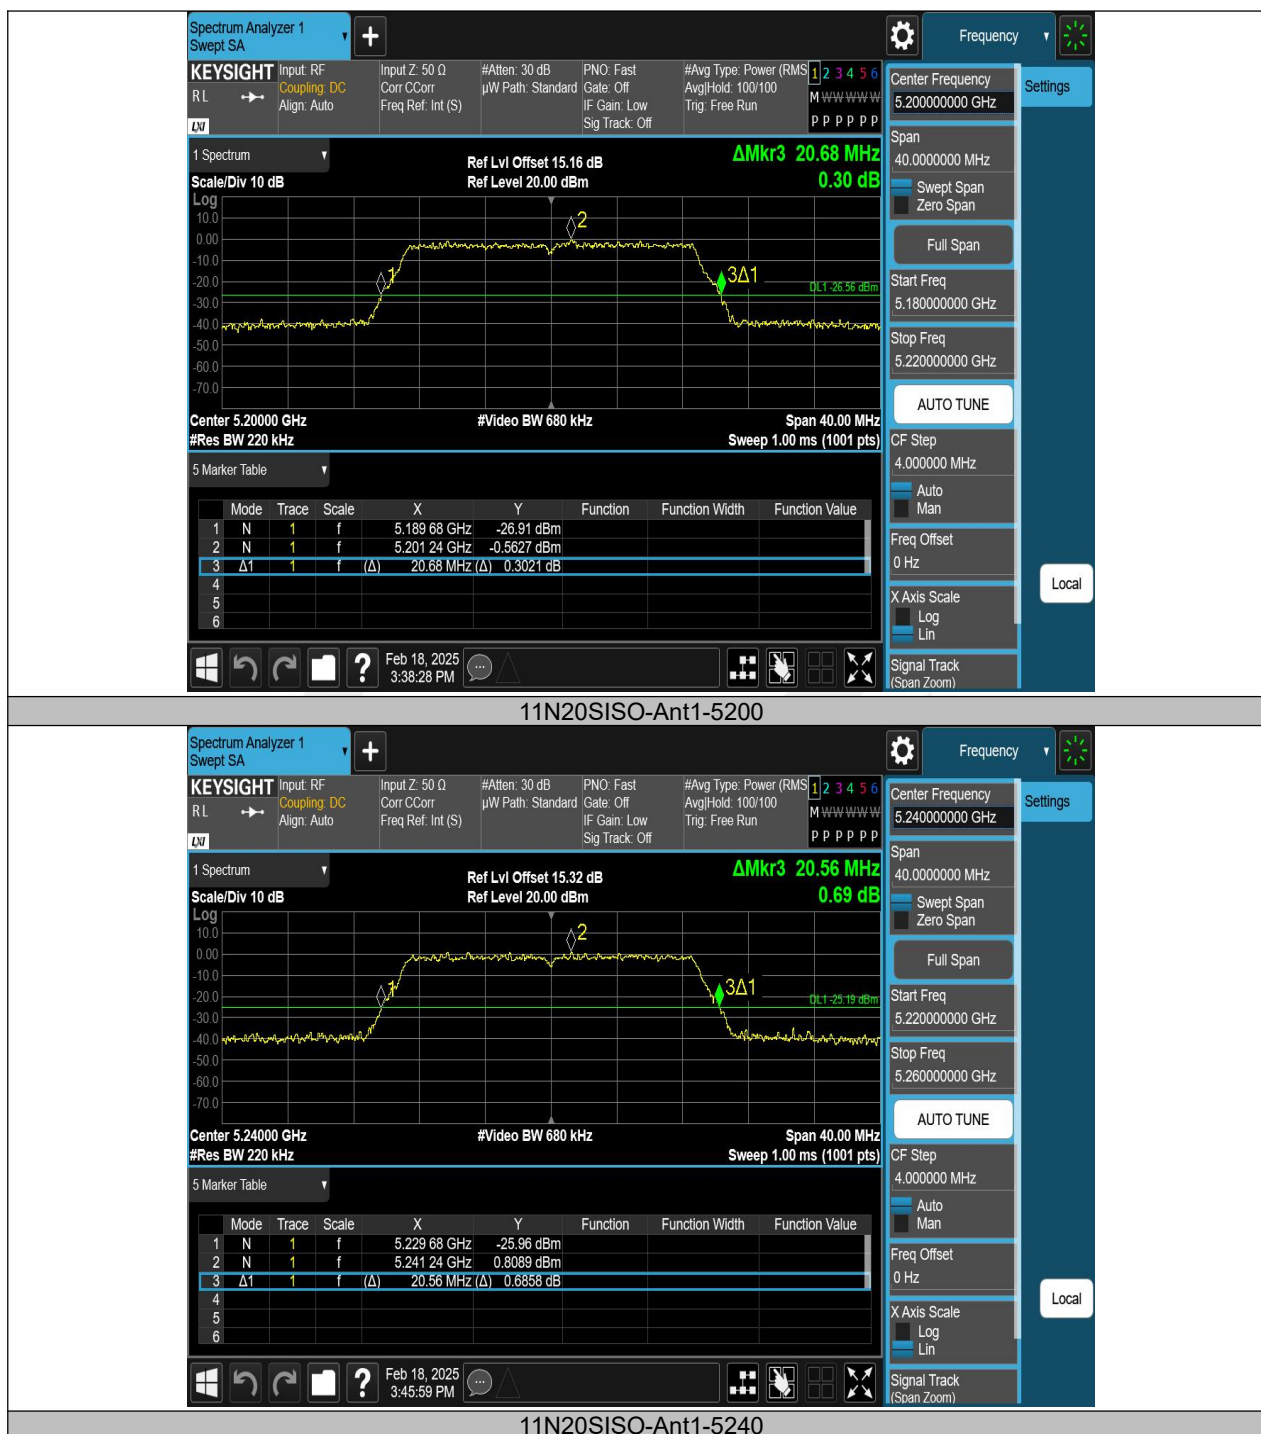 Spectrum Analyzer 1
Swept SA
+
Frequency
KEYSIGHT
R L
LXI
Input: RF
Coupling: DC
Align: Auto
Input Z: 50 Ω
Corr CCorr
Freq Ref: Int (S)
#Atten: 30 dB
µW Path: Standard
PNO: Fast
Gate: Off
IF Gain: Low
Sig Track: Off
#Avg Type: Power (RMS
Avg|Hold: 100/100
Trig: Free Run
1 2 3 4 5 6
M W W W W W
P P P P P P
1 Spectrum
Scale/Div 10 dB
Ref Lvl Offset 15.16 dB
Ref Level 20.00 dBm
ΔMkr3 20.68 MHz
0.30 dB
Log
10.0
0.00
-10.0
-20.0
-30.0
-40.0
-50.0
-60.0
-70.0
1
2
3Δ1
DL1 -26.56 dBm
Center 5.20000 GHz
#Res BW 220 kHz
#Video BW 680 kHz
Span 40.00 MHz
Sweep 1.00 ms (1001 pts)
5 Marker Table
Mode Trace Scale X Y Function Function Width Function Value
1 N 1 f 5.189 68 GHz -26.91 dBm
2 N 1 f 5.201 24 GHz -0.5627 dBm
3 Δ1 1 f (Δ) 20.68 MHz (Δ) 0.3021 dB
4
5
6
?
Feb 18, 2025
3:38:28 PM
Center Frequency
5.200000000 GHz
Span
40.0000000 MHz
Swept Span
Zero Span
Full Span
Start Freq
5.180000000 GHz
Stop Freq
5.220000000 GHz
AUTO TUNE
CF Step
4.000000 MHz
Auto
Man
Freq Offset
0 Hz
X Axis Scale
Log
Lin
Signal Track
(Span Zoom)
Settings
Local
11N20SISO-Ant1-5200
Spectrum Analyzer 1
Swept SA
+
Frequency
KEYSIGHT
R L
LXI
Input: RF
Coupling: DC
Align: Auto
Input Z: 50 Ω
Corr CCorr
Freq Ref: Int (S)
#Atten: 30 dB
µW Path: Standard
PNO: Fast
Gate: Off
IF Gain: Low
Sig Track: Off
#Avg Type: Power (RMS
Avg|Hold: 100/100
Trig: Free Run
1 2 3 4 5 6
M W W W W W
P P P P P P
1 Spectrum
Scale/Div 10 dB
Ref Lvl Offset 15.32 dB
Ref Level 20.00 dBm
ΔMkr3 20.56 MHz
0.69 dB
Log
10.0
0.00
-10.0
-20.0
-30.0
-40.0
-50.0
-60.0
-70.0
1
2
3Δ1
DL1 -25.19 dBm
Center 5.24000 GHz
#Res BW 220 kHz
#Video BW 680 kHz
Span 40.00 MHz
Sweep 1.00 ms (1001 pts)
5 Marker Table
Mode Trace Scale X Y Function Function Width Function Value
1 N 1 f 5.229 68 GHz -25.96 dBm
2 N 1 f 5.241 24 GHz 0.8089 dBm
3 Δ1 1 f (Δ) 20.56 MHz (Δ) 0.6858 dB
4
5
6
?
Feb 18, 2025
3:45:59 PM
Center Frequency
5.240000000 GHz
Span
40.0000000 MHz
Swept Span
Zero Span
Full Span
Start Freq
5.220000000 GHz
Stop Freq
5.260000000 GHz
AUTO TUNE
CF Step
4.000000 MHz
Auto
Man
Freq Offset
0 Hz
X Axis Scale
Log
Lin
Signal Track
(Span Zoom)
Settings
Local
11N20SISO-Ant1-5240